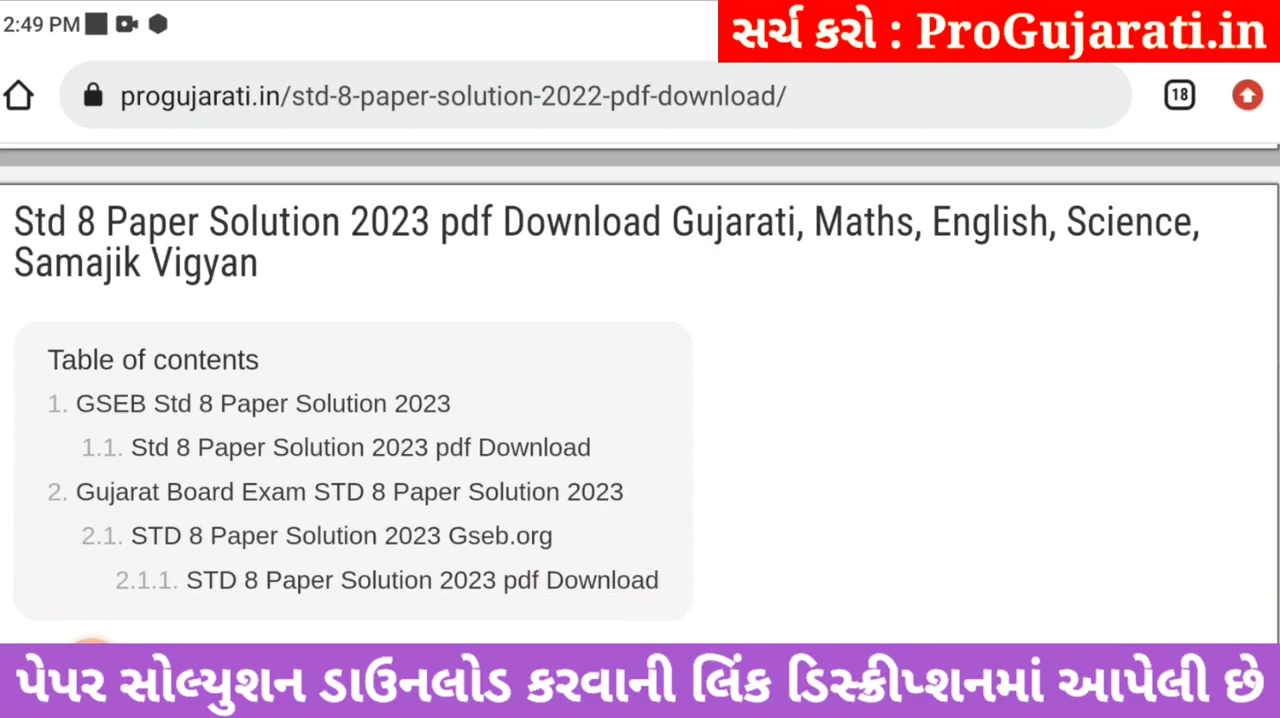 2:49 PM
સર્ચ કરો : ProGujarati.in
progujarati.in/std-8-paper-solution-2022-pdf-download/
18
Std 8 Paper Solution 2023 pdf Download Gujarati, Maths, English, Science,
Samajik Vigyan
Table of contents
1. GSEB Std 8 Paper Solution 2023
1.1. Std 8 Paper Solution 2023 pdf Download
2. Gujarat Board Exam STD 8 Paper Solution 2023
2.1. STD 8 Paper Solution 2023 Gseb.org
2.1.1. STD 8 Paper Solution 2023 pdf Download
પેપર સોલ્યુશન ડાઉનલોડ કરવાની લિંક ડિસ્ક્રીપ્શનમાં આપેલી છે